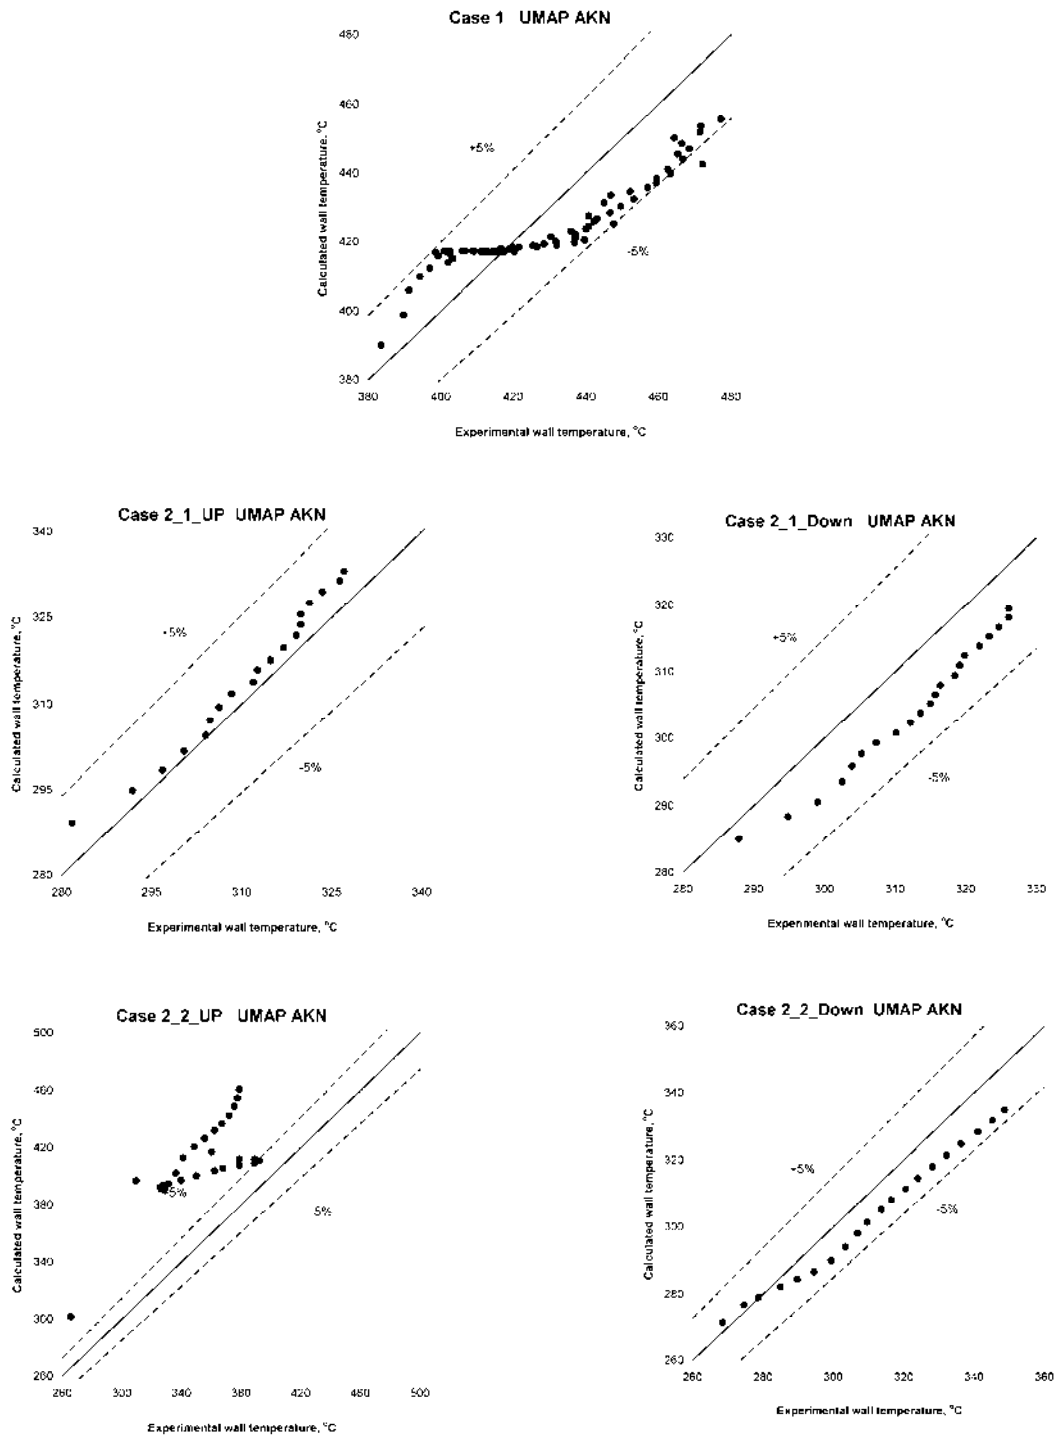 Case 1 UMAP AKN
480
460
440
420
400
380
Calculated wall temperature, °C
+5%
-5%
380 400 420 440 460 480
Experimental wall temperature, °C
Case 2_1_UP UMAP AKN
340
325
310
295
280
Calculated wall temperature, °C
+5%
-5%
280 295 310 325 340
Experimental wall temperature, °C
Case 2_1_Down UMAP AKN
330
320
310
300
290
280
Calculated wall temperature, °C
+5%
-5%
280 290 300 310 320 330
Experimental wall temperature, °C
Case 2_2_UP UMAP AKN
500
460
420
380
340
300
260
Calculated wall temperature, °C
+5%
5%
260 300 340 380 420 460 500
Experimental wall temperature, °C
Case 2_2_Down UMAP AKN
360
340
320
300
280
260
Calculated wall temperature, °C
+5%
-5%
260 280 300 320 340 360
Experimental wall temperature, °C